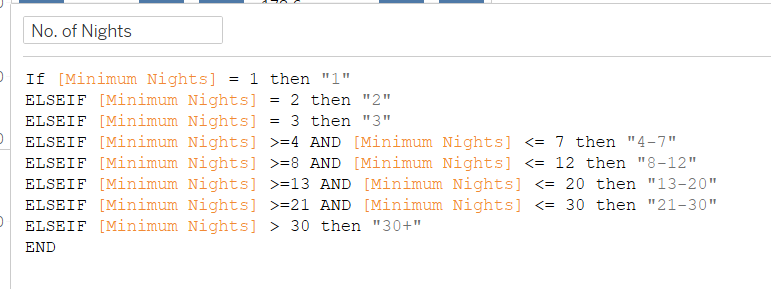 No. of Nights
If [Minimum Nights] = 1 then "1"
ELSEIF [Minimum Nights] = 2 then "2"
ELSEIF [Minimum Nights] = 3 then "3"
ELSEIF [Minimum Nights] >=4 AND [Minimum Nights] <= 7 then "4-7"
ELSEIF [Minimum Nights] >=8 AND [Minimum Nights] <= 12 then "8-12"
ELSEIF [Minimum Nights] >=13 AND [Minimum Nights] <= 20 then "13-20"
ELSEIF [Minimum Nights] >=21 AND [Minimum Nights] <= 30 then "21-30"
ELSEIF [Minimum Nights] > 30 then "30+"
END